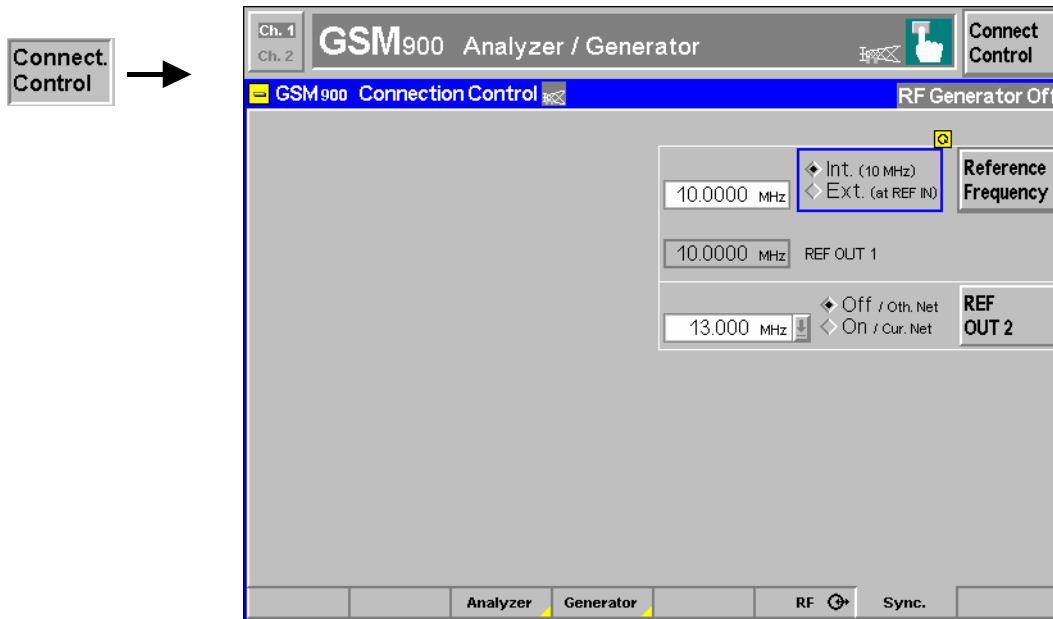 Connect.
Control
Ch. 1
Ch. 2
GSM900 Analyzer / Generator
Connect
Control
GSM900 Connection Control
RF Generator Off
10.0000 MHz
Int. (10 MHz)
Ext. (at REF IN)
Reference
Frequency
10.0000 MHz REF OUT 1
13.000 MHz
Off / Oth. Net
On / Cur. Net
REF
OUT 2
Analyzer Generator RF Sync.